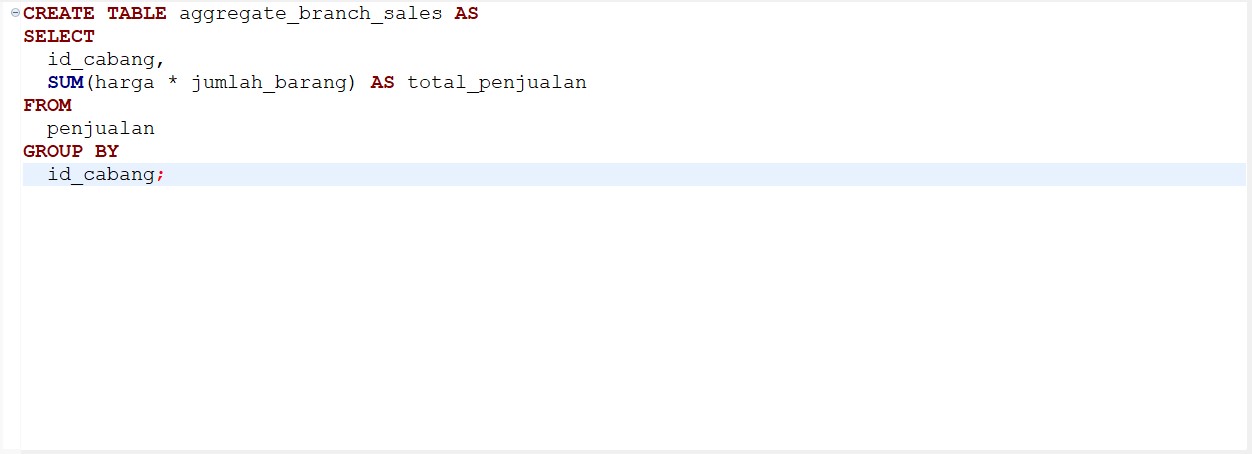 CREATE TABLE aggregate_branch_sales AS
SELECT
  id_cabang,
  SUM(harga * jumlah_barang) AS total_penjualan
FROM
  penjualan
GROUP BY
  id_cabang;